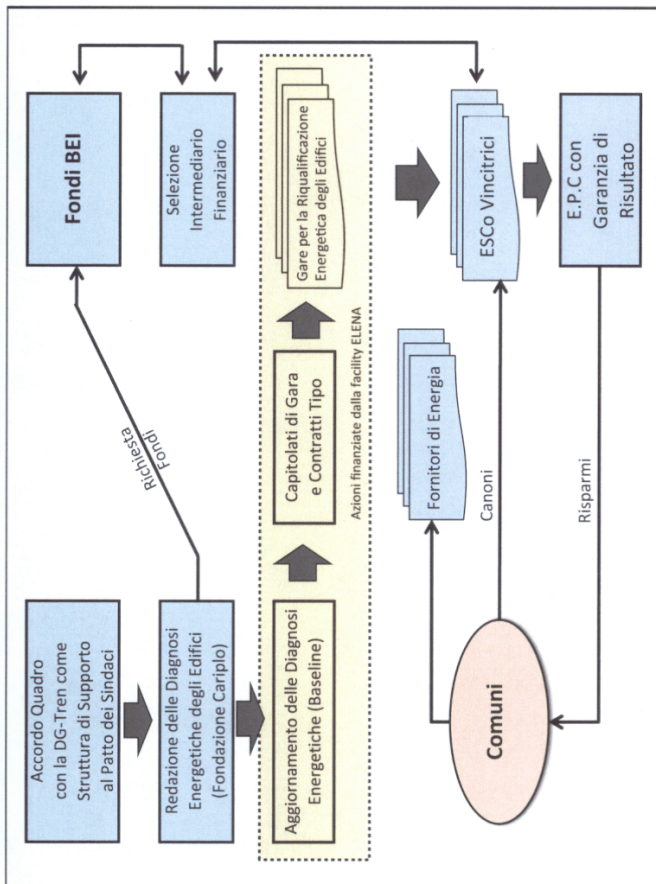 Accordo Quadro
con la DG-Tren come
Struttura di Supporto
al Patto dei Sindaci
Fondi BEI
Richiesta
Fondi
Redazione delle Diagnosi
Energetiche degli Edifici
(Fondazione Cariplo)
Selezione
Intermediario
Finanziario
Aggiornamento delle Diagnosi
Energetiche (Baseline)
Capitolati di Gara
e Contratti Tipo
Gare per la Riqualificazione
Energetica degli Edifici
Azioni finanziate dalla facility ELENA
Fornitori di Energia
Comuni
Canoni
ESCo Vincitrici
Risparmi
E.P.C con
Garanzia di
Risultato